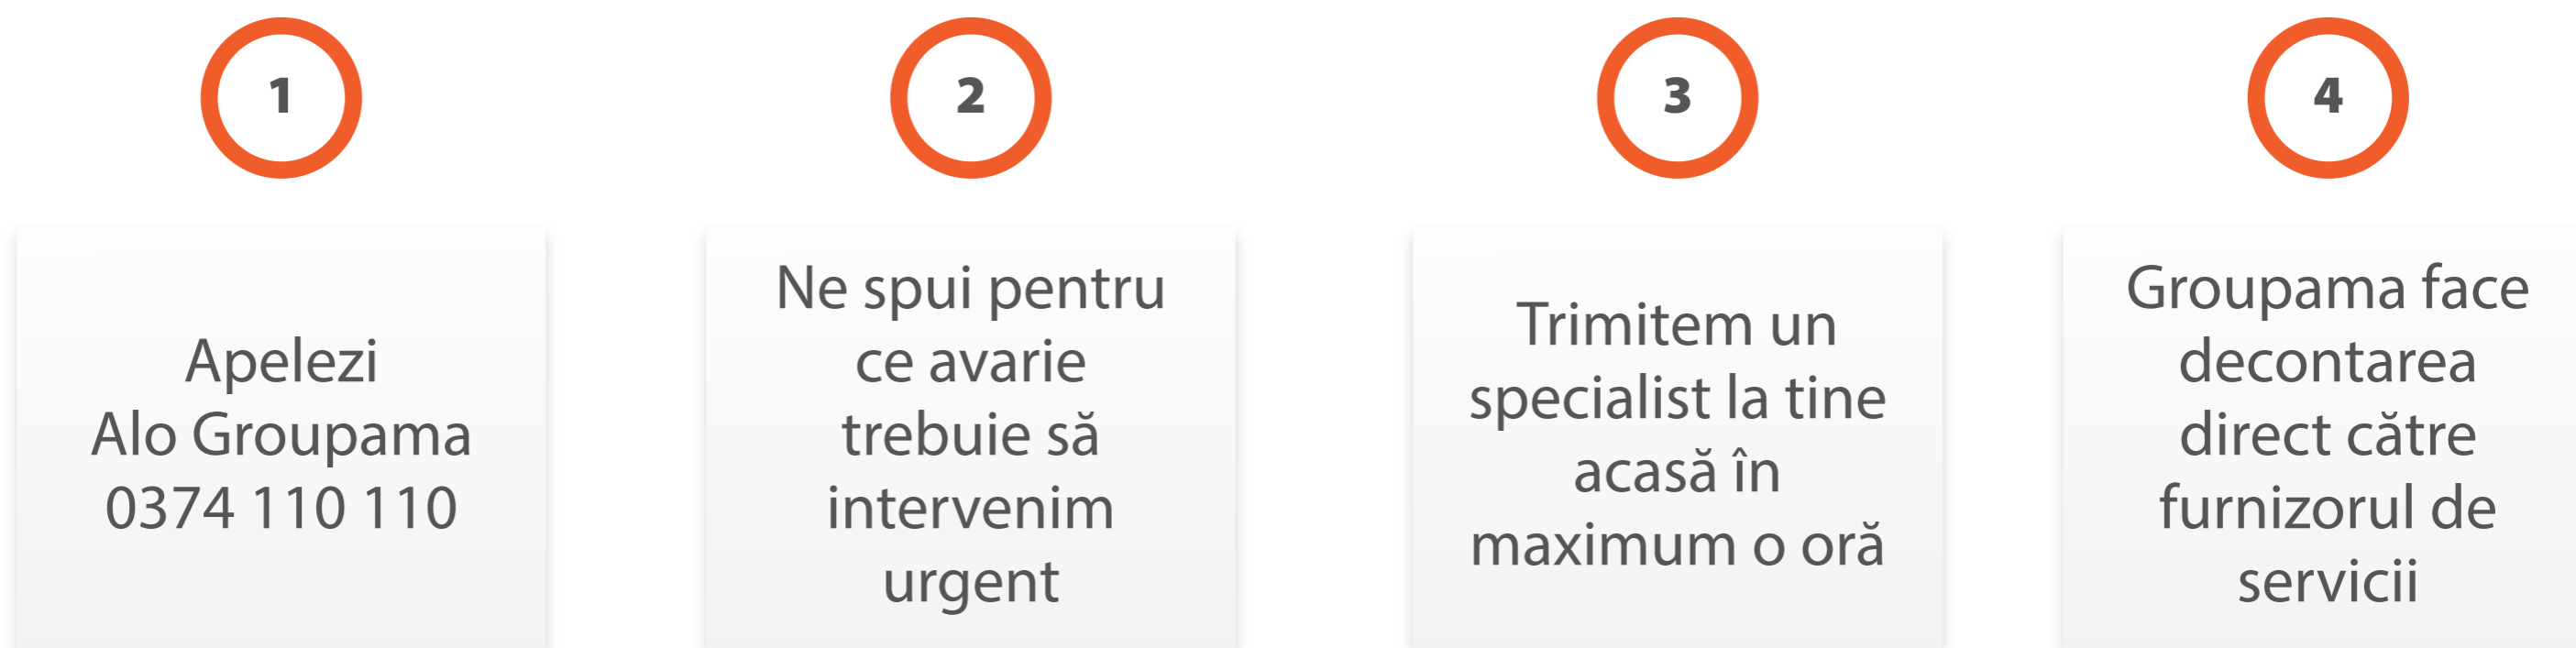 1
Apelezi
Alo Groupama
0374 110 110
2
Ne spui pentru
ce avarie
trebuie să
intervenim
urgent
3
Trimitem un
specialist la tine
acasă în
maximum o oră
4
Groupama face
decontarea
direct către
furnizorul de
servicii